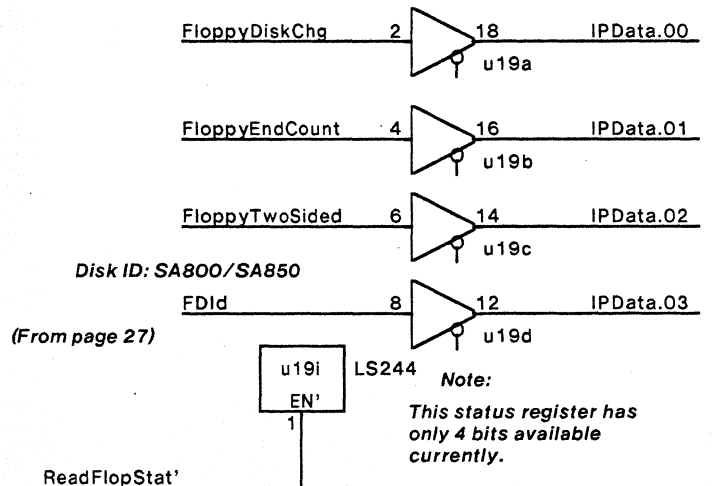 FloppyDiskChg 2 18 IPData.00
u19a
FloppyEndCount 4 16 IPData.01
u19b
FloppyTwoSided 6 14 IPData.02
u19c
Disk ID: SA800/SA850
FDId 8 12 IPData.03
(From page 27)
u19d
u19i LS244
EN'
1
Note:
This status register has
only 4 bits available
currently.
ReadFlopStat'